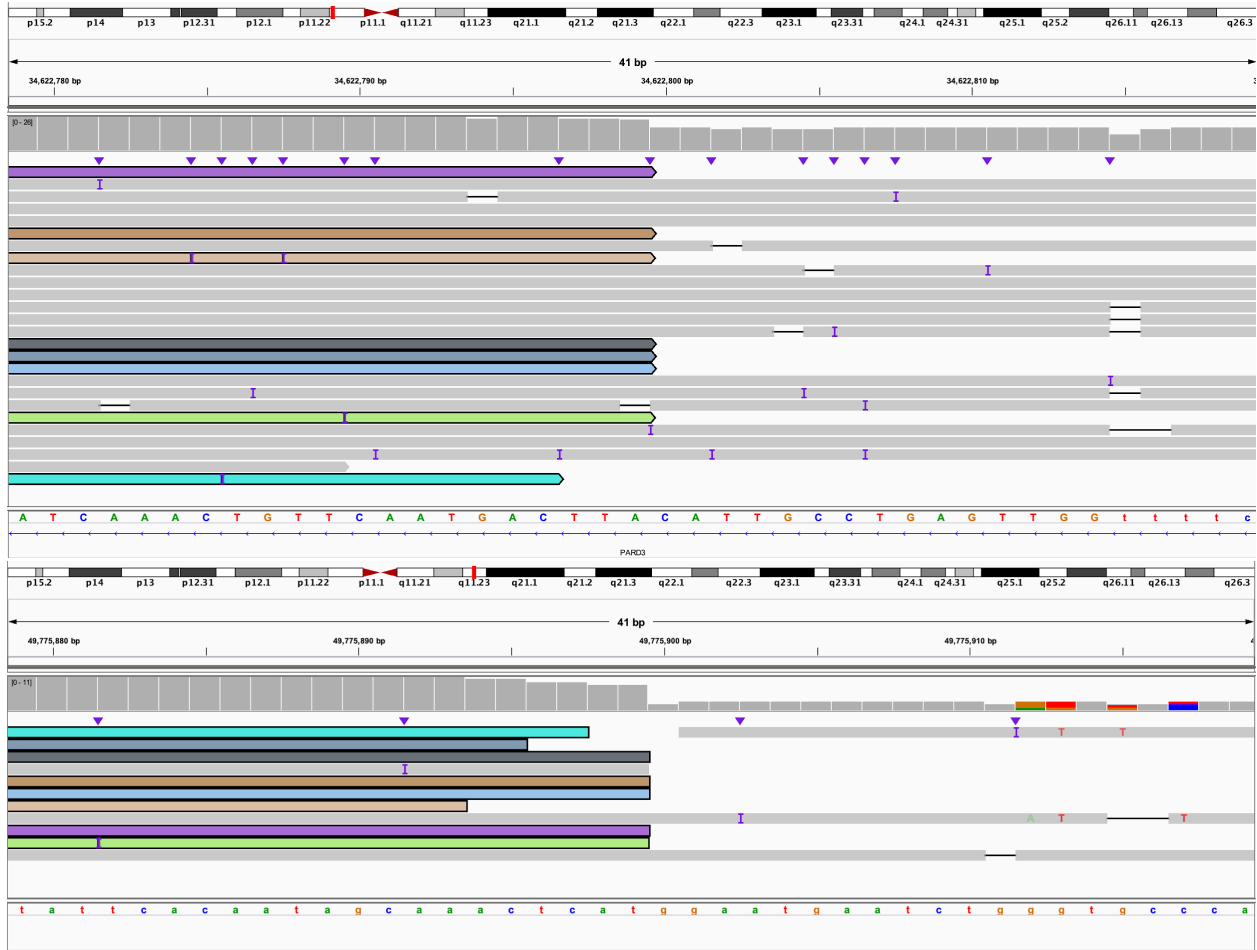 p15.2 p14 p13 p12.31 p12.1 p11.22 p11.1 q11.21 q11.23 q21.1 q21.2 q21.3 q22.1 q22.3 q23.1 q23.31 q24.1 q24.31 q25.1 q25.2 q26.11 q26.13 q26.3
41 bp
34,622,780 bp 34,622,790 bp 34,622,800 bp 34,622,810 bp
[0 - 26]
A T C A A A C T G T T C A A T G A C T T A C A T T G C C T G A G T T G G t t t t c
PARD3
p15.2 p14 p13 p12.31 p12.1 p11.22 p11.1 q11.21 q11.23 q21.1 q21.2 q21.3 q22.1 q22.3 q23.1 q23.31 q24.1 q24.31 q25.1 q25.2 q26.11 q26.13 q26.3
41 bp
49,775,880 bp 49,775,890 bp 49,775,900 bp 49,775,910 bp
[0 - 11]
T T
A T T
t a t t c a c a a t a g c a a a c t c a t g g a a t g a a t c t g g g t g c c c a